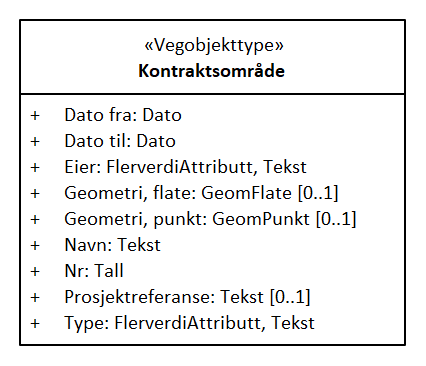 «Vegobjekttype»
Kontraktsområde
+ Dato fra: Dato
+ Dato til: Dato
+ Eier: FlerverdiAttributt, Tekst
+ Geometri, flate: GeomFlate [0..1]
+ Geometri, punkt: GeomPunkt [0..1]
+ Navn: Tekst
+ Nr: Tall
+ Prosjektreferanse: Tekst [0..1]
+ Type: FlerverdiAttributt, Tekst